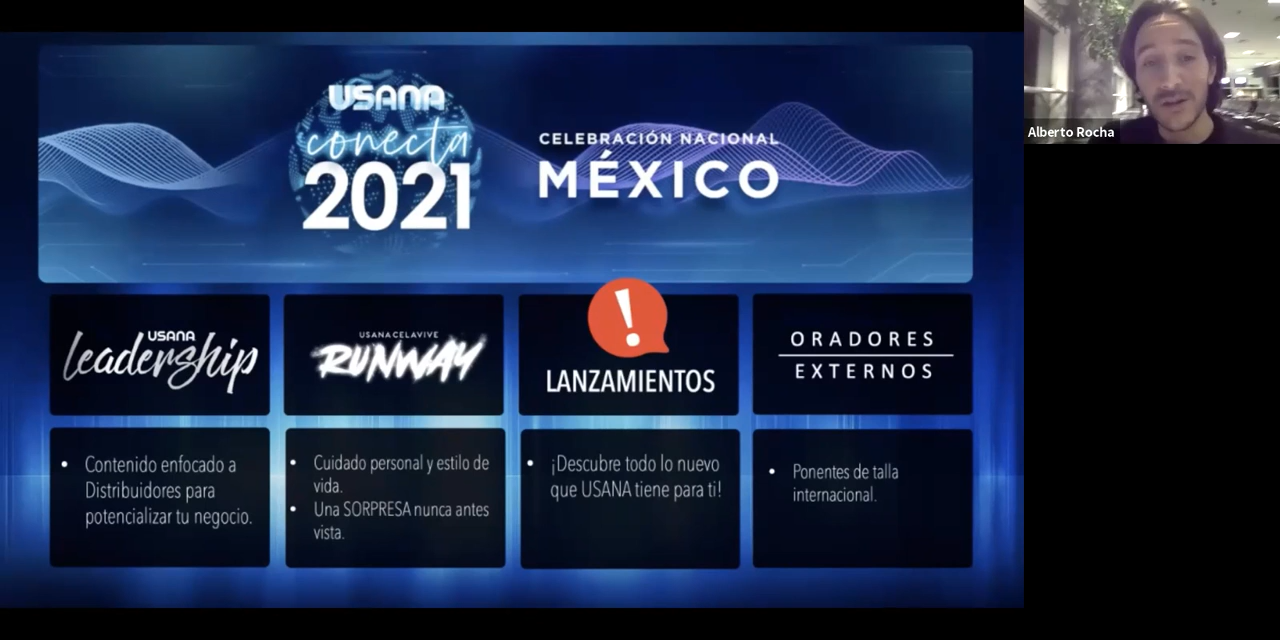 USANA
conecta
2021
CELEBRACIÓN NACIONAL
MÉXICO
Alberto Rocha
USANA
leadership
USANA CELAVIVE
RUNWAY
!
LANZAMIENTOS
ORADORES
EXTERNOS
• Contenido enfocado a
Distribuidores para
potencializar tu negocio.
• Cuidado personal y estilo de
vida.
• Una SORPRESA nunca antes
vista.
• ¡Descubre todo lo nuevo
que USANA tiene para ti!
• Ponentes de talla
internacional.